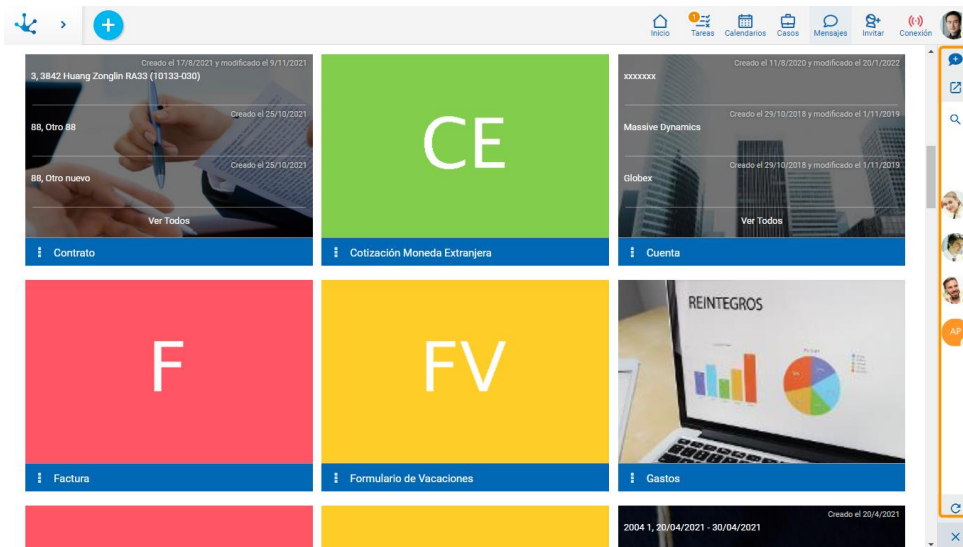 1
Inicio
Tareas
Calendarios
Casos
Mensajes
Invitar
Conexión
Creado el 17/8/2021 y modificado el 9/11/2021
3, 3842 Huang Zonglin RA33 (10133-030)
Creado el 25/10/2021
88, Otro 88
Creado el 25/10/2021
88, Otro nuevo
Ver Todos
Contrato
CE
Cotización Moneda Extranjera
Creado el 11/8/2020 y modificado el 20/1/2022
xxxxxxx
Creado el 29/10/2018 y modificado el 1/11/2019
Massive Dynamics
Creado el 29/10/2018 y modificado el 1/11/2019
Globex
Ver Todos
Cuenta
F
Factura
FV
Formulario de Vacaciones
REINTEGROS
Gastos
AP
Creado el 20/4/2021
2004 1, 20/04/2021 - 30/04/2021